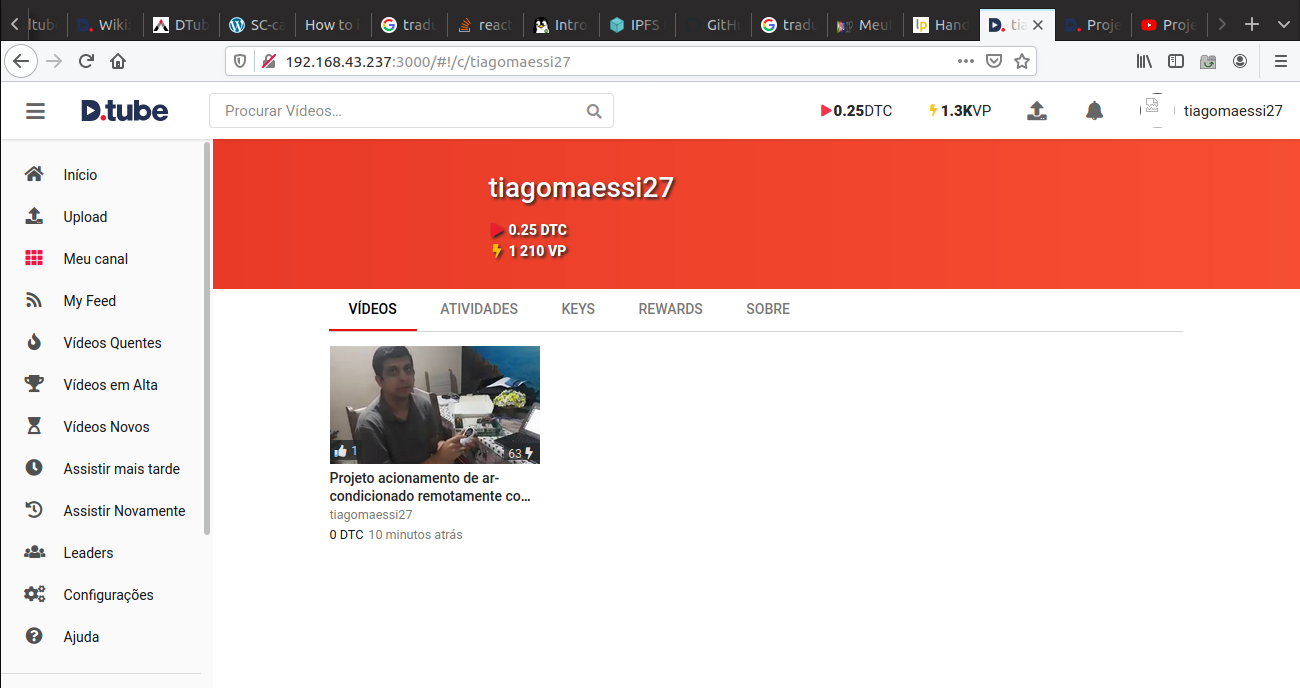 ltube
Wiki
DTub
SC-ca
How to i
tradu
react
Intro
IPFS
GitHu
tradu
Meu
Hand
tia
Proje
Proje
192.168.43.237:3000/#!/c/tiagomaessi27
D.tube
Procurar Vídeos...
0.25DTC
1.3KVP
tiagomaessi27
Início
Upload
Meu canal
My Feed
Vídeos Quentes
Vídeos em Alta
Vídeos Novos
Assistir mais tarde
Assistir Novamente
Leaders
Configurações
Ajuda
tiagomaessi27
0.25 DTC
1 210 VP
VÍDEOS
ATIVIDADES
KEYS
REWARDS
SOBRE
1
63
Projeto acionamento de ar-
condicionado remotamente co...
tiagomaessi27
0 DTC 10 minutos atrás